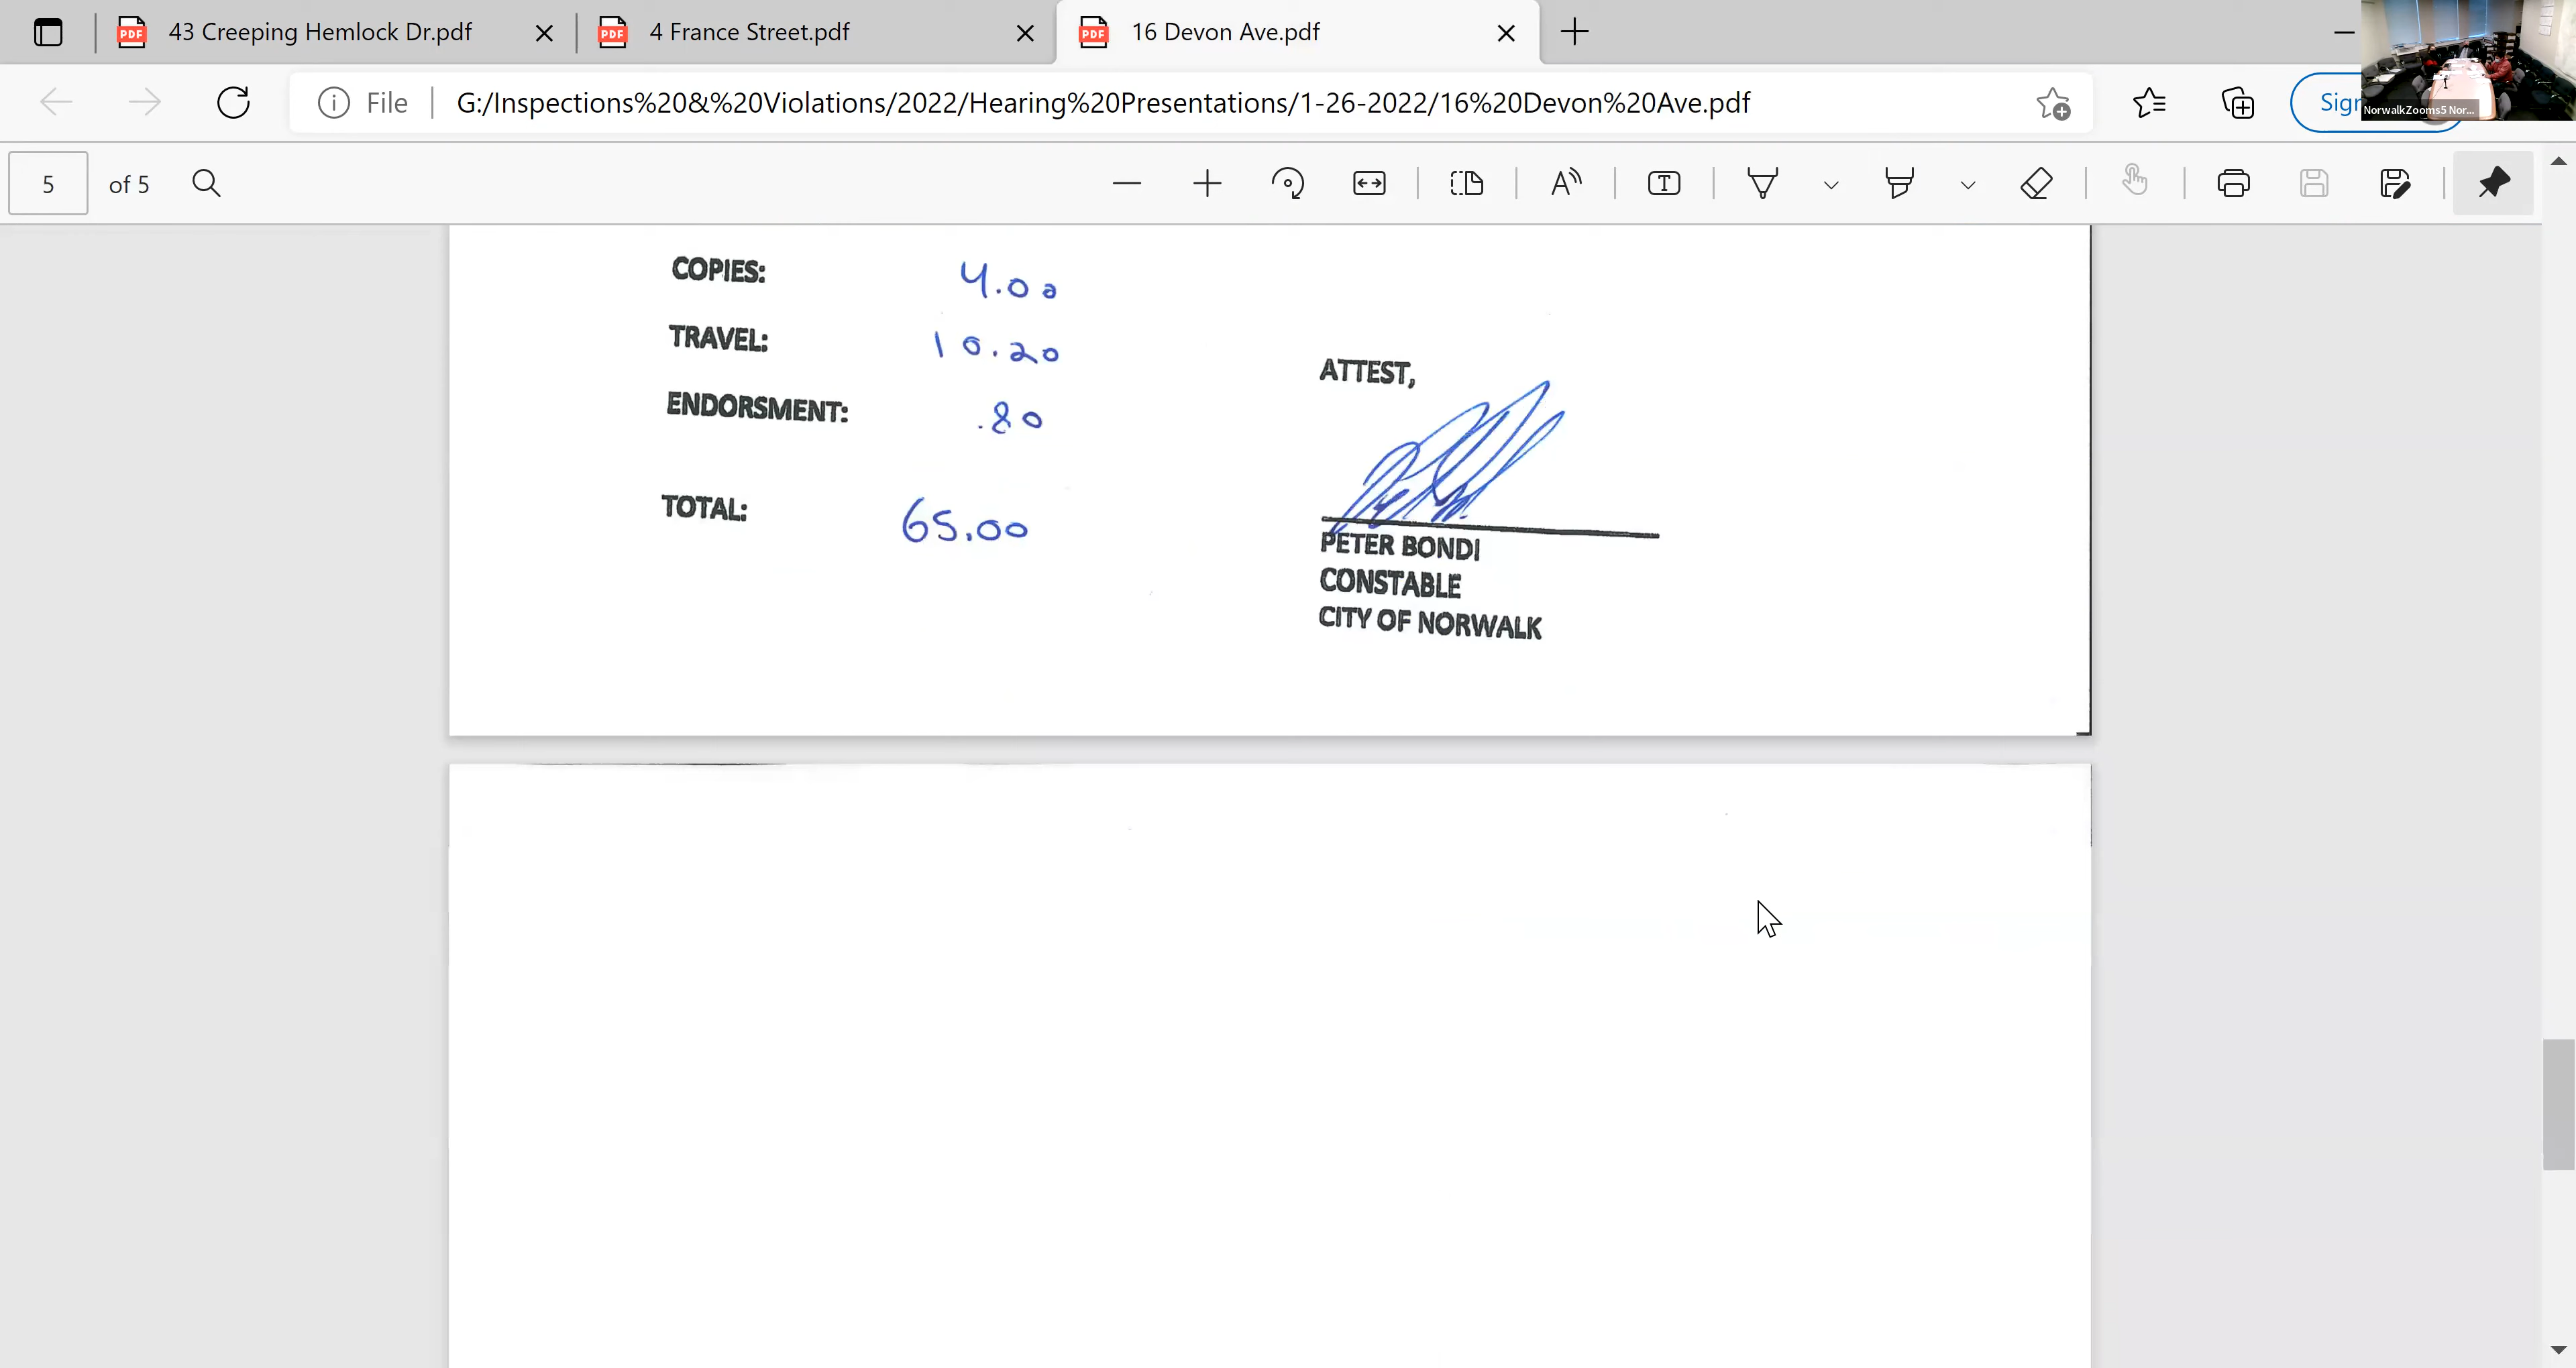 43 Creeping Hemlock Dr.pdf
4 France Street.pdf
16 Devon Ave.pdf
File
G:/Inspections%20&%20Violations/2022/Hearing%20Presentations/1-26-2022/16%20Devon%20Ave.pdf
Sign
NorwalkZooms5 Nor...
5 of 5
COPIES: 4.00
TRAVEL: 10.20
ENDORSMENT: .80
TOTAL: 65.00
ATTEST,
PETER BONDI
CONSTABLE
CITY OF NORWALK